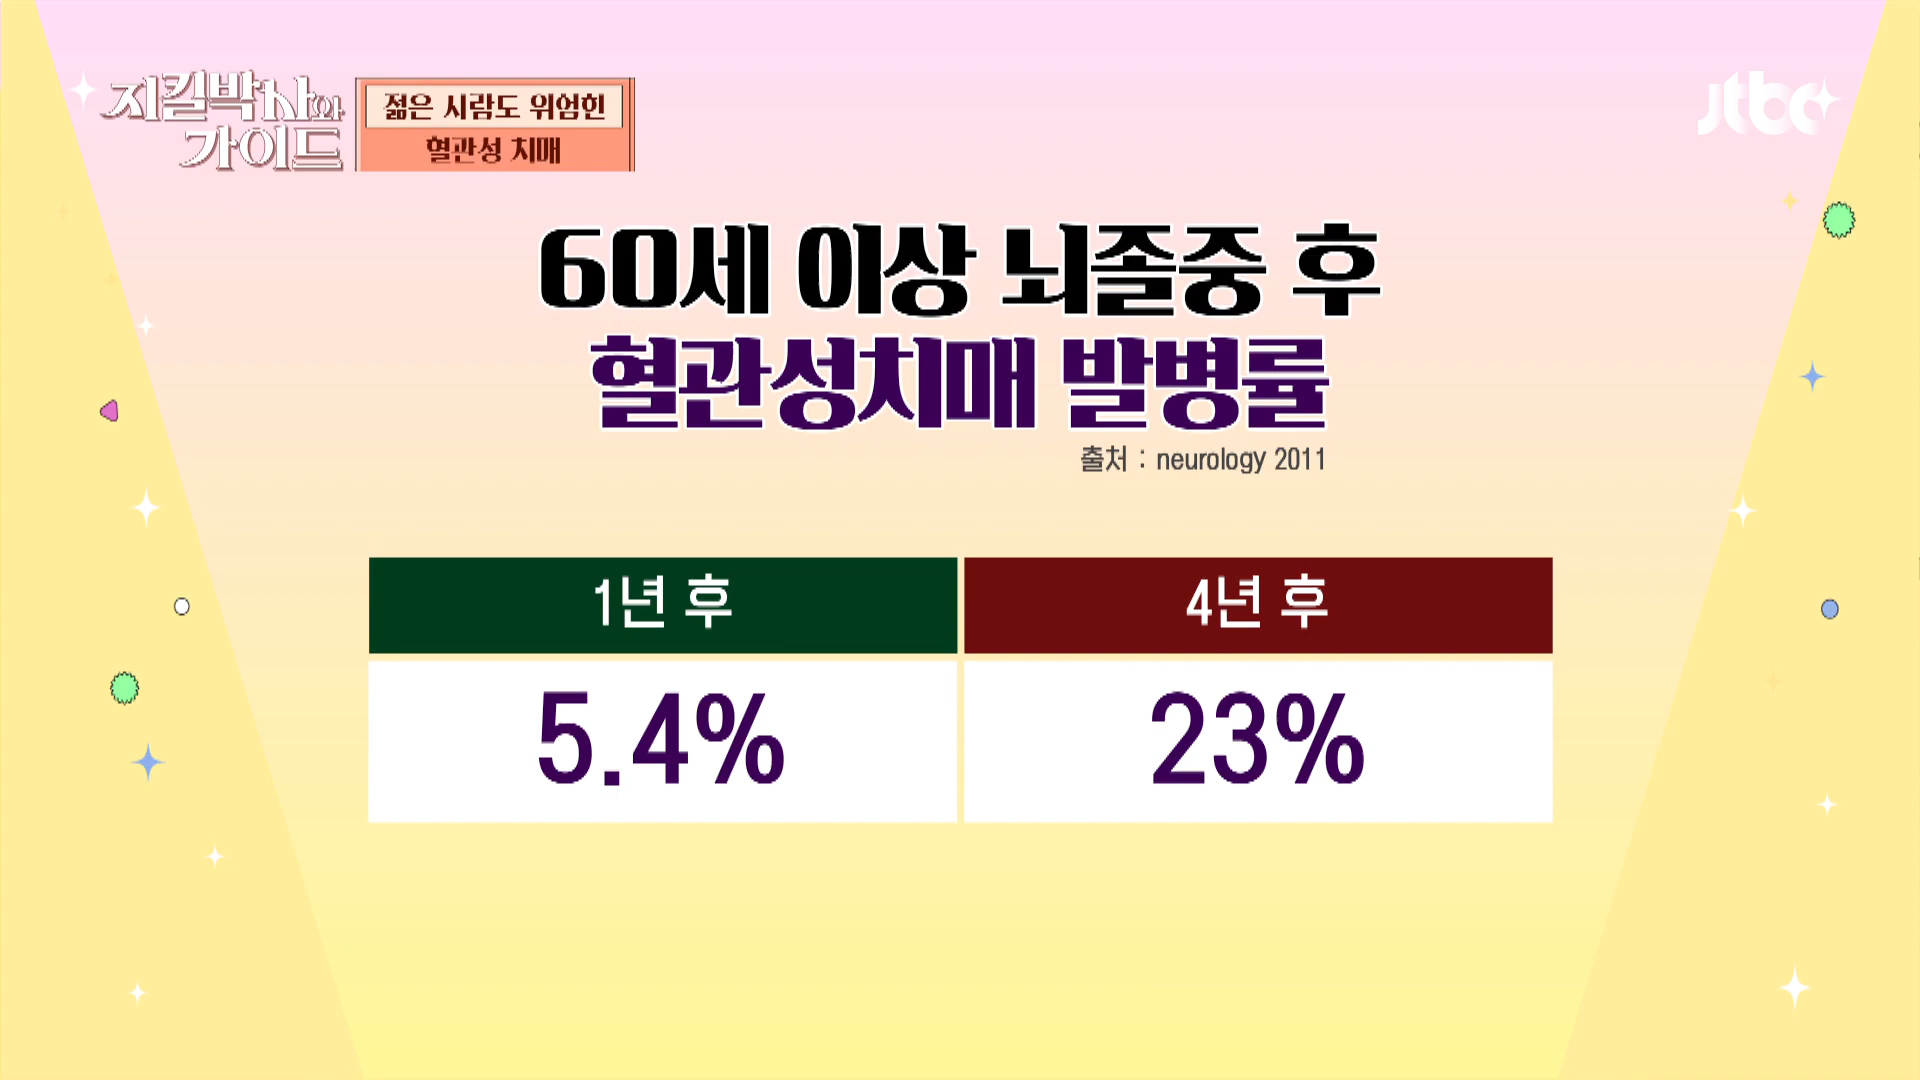 지킬박사와
가이드
젊은 사람도 위험한
혈관성 치매
jtbc
60세 이상 뇌졸중 후
혈관성치매 발병률
출처 : neurology 2011
1년 후
4년 후
5.4%
23%